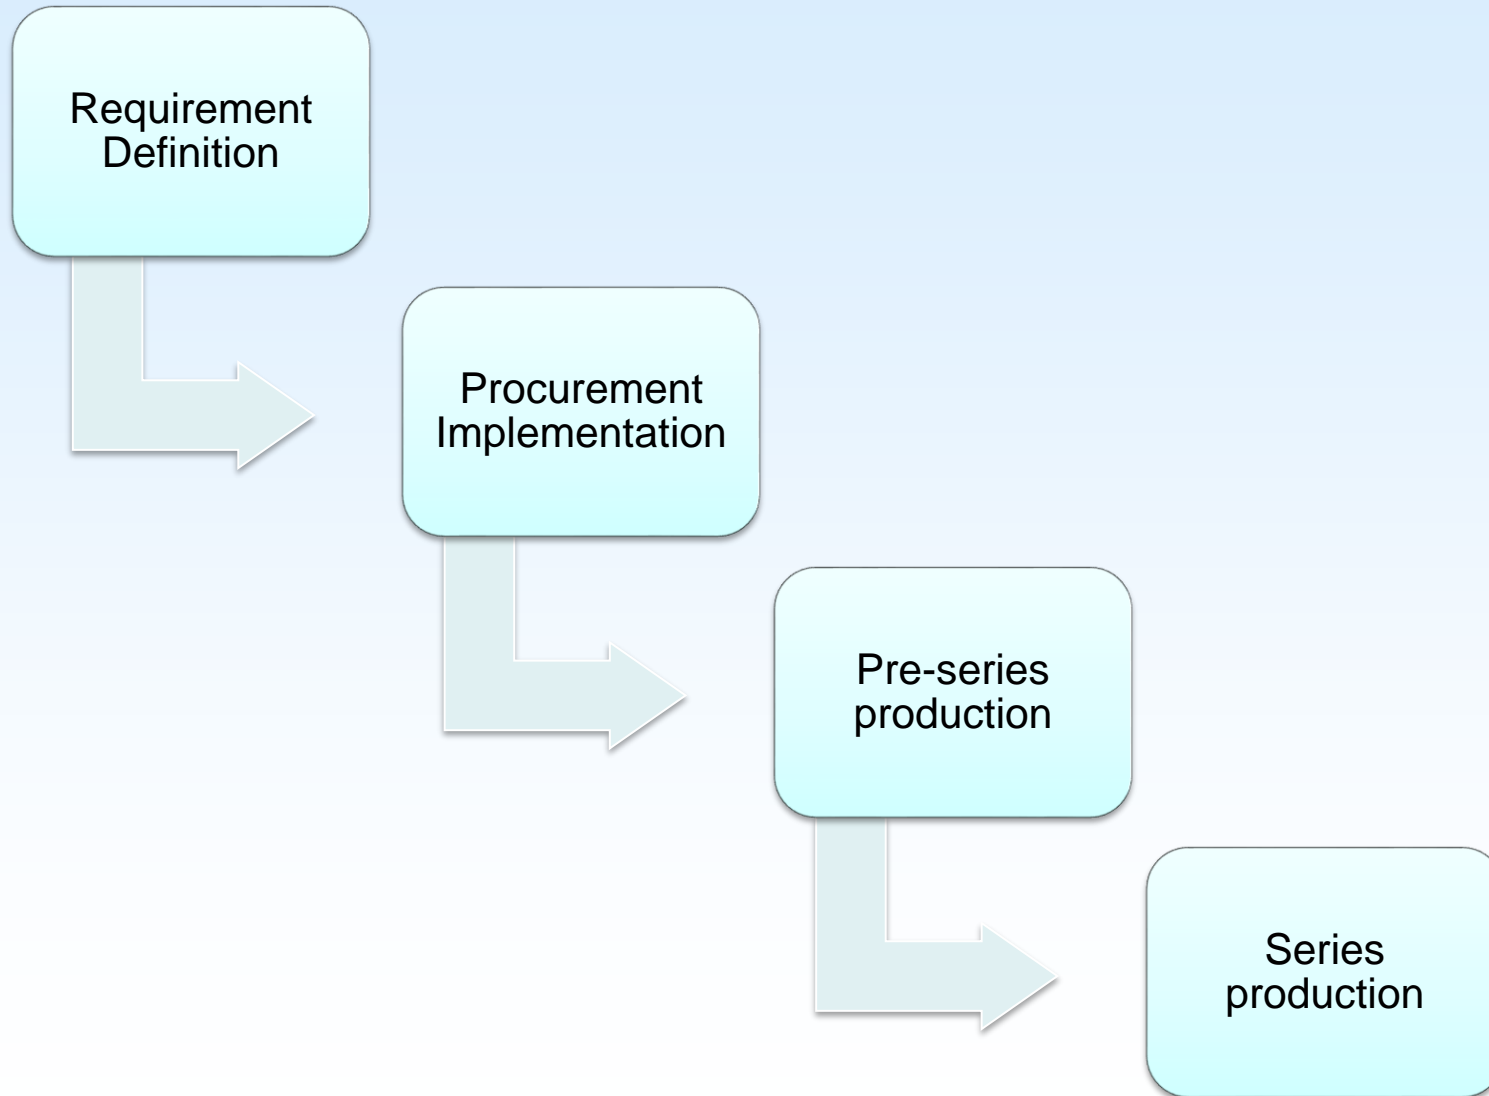 Requirement
Definition
Procurement
Implementation
Pre-series
production
Series
production